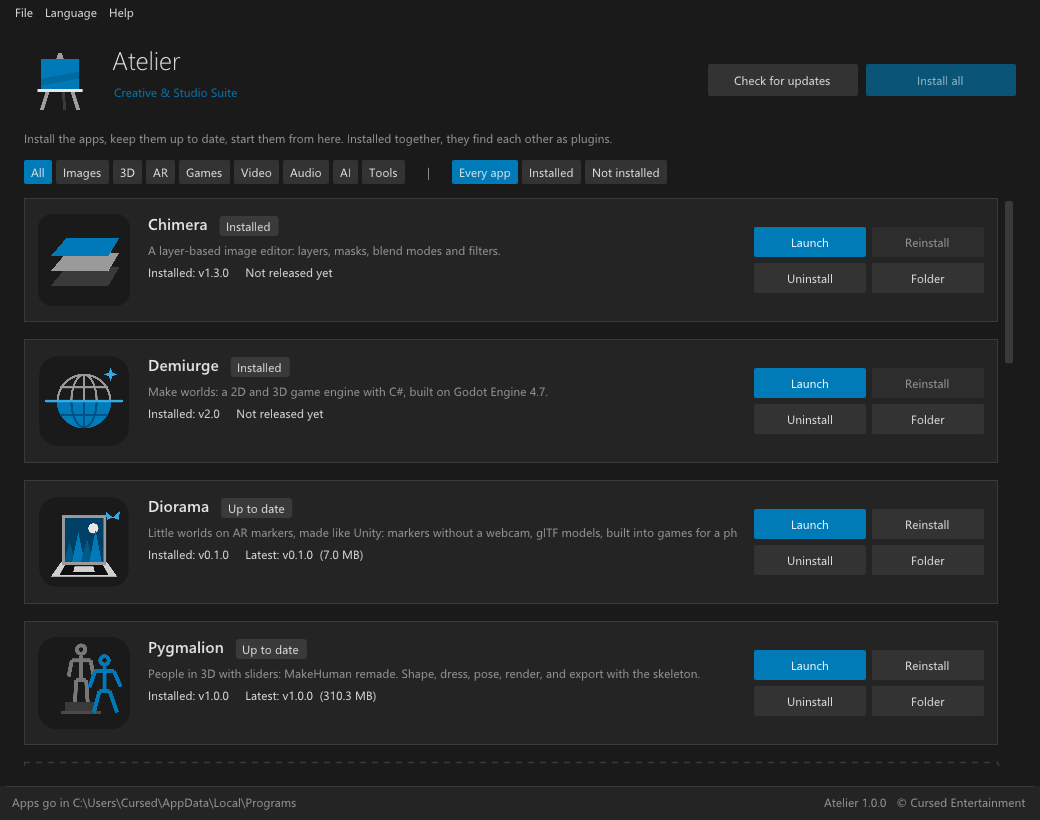 File Language Help
Atelier
Creative & Studio Suite
Check for updates
Install all
Install the apps, keep them up to date, start them from here. Installed together, they find each other as plugins.
All Images 3D AR Games Video Audio AI Tools | Every app Installed Not installed
Chimera Installed
A layer-based image editor: layers, masks, blend modes and filters.
Installed: v1.3.0 Not released yet
Launch Reinstall
Uninstall Folder
Demiurge Installed
Make worlds: a 2D and 3D game engine with C#, built on Godot Engine 4.7.
Installed: v2.0 Not released yet
Launch Reinstall
Uninstall Folder
Diorama Up to date
Little worlds on AR markers, made like Unity: markers without a webcam, glTF models, built into games for a ph
Installed: v0.1.0 Latest: v0.1.0 (7.0 MB)
Launch Reinstall
Uninstall Folder
Pygmalion Up to date
People in 3D with sliders: MakeHuman remade. Shape, dress, pose, render, and export with the skeleton.
Installed: v1.0.0 Latest: v1.0.0 (310.3 MB)
Launch Reinstall
Uninstall Folder
Apps go in C:\Users\Cursed\AppData\Local\Programs
Atelier 1.0.0 © Cursed Entertainment